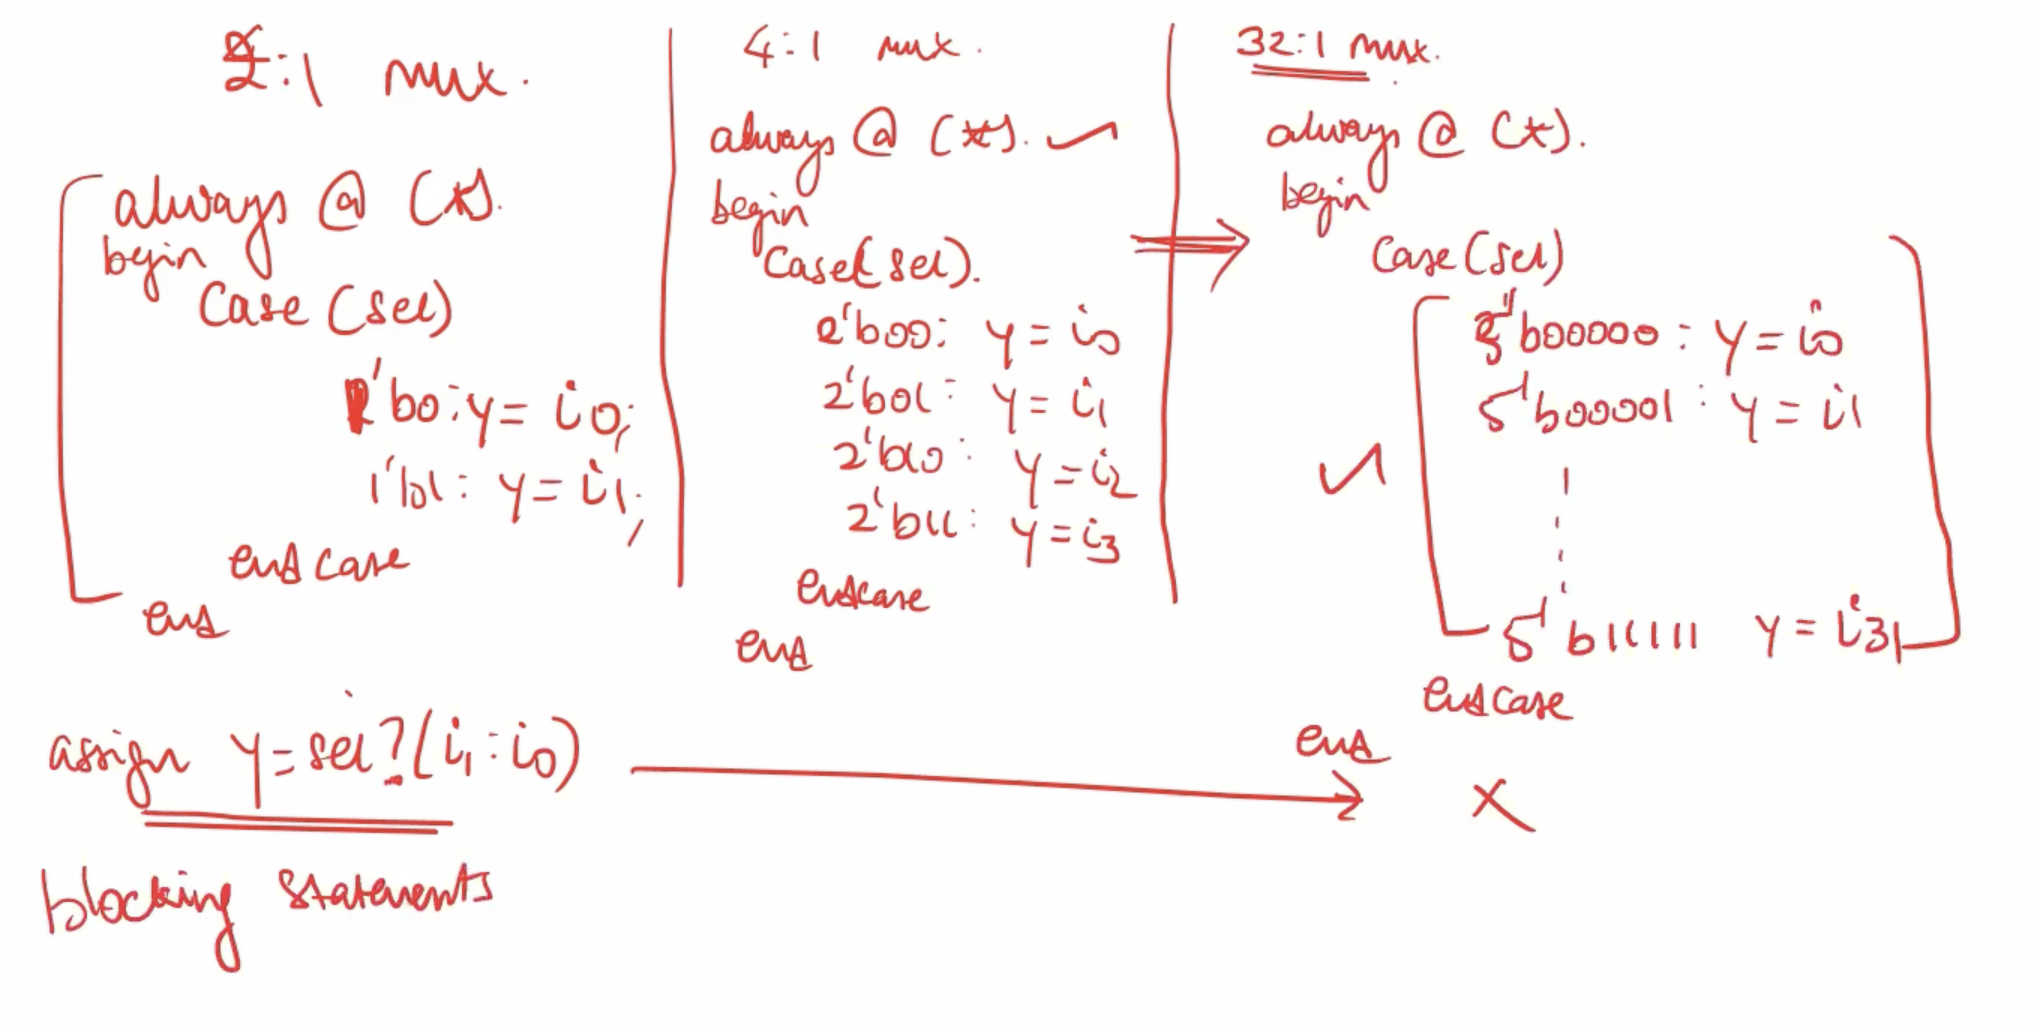 2:1 mux.
always @ (*).
begin
case (sel)
1'b0: y = i0;
1'b1: y = i1;
endcase
end
assign y = sel? (i1 : i0)
blocking statements
4:1 mux.
always @ (*).
begin
case(sel).
2'b00: y = i0
2'b01: y = i1
2'b10: y = i2
2'b11: y = i3
endcase
end
32:1 mux.
always @ (*).
begin
case (sel)
5'b00000 : y = i0
5'b00001 : y = i1
5'b11111 y = i31
endcase
end
x